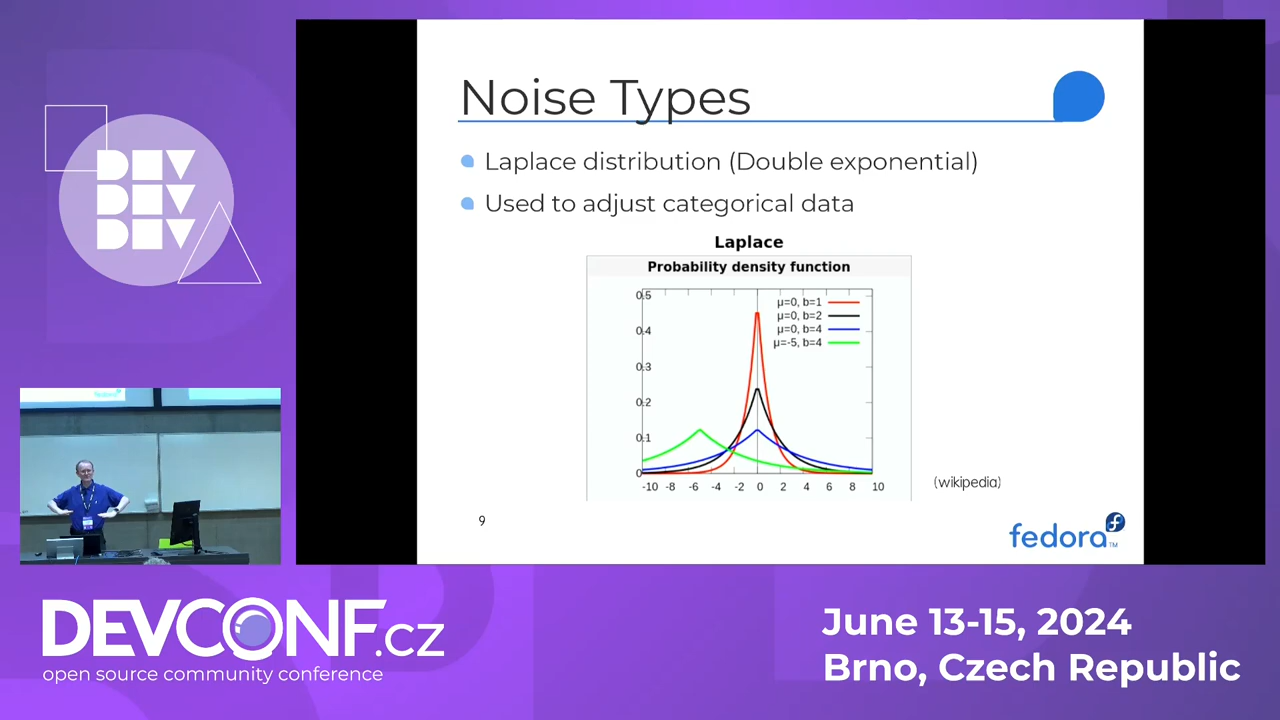 Noise Types
Laplace distribution (Double exponential)
Used to adjust categorical data
Laplace
Probability density function
μ=0, b=1
μ=0, b=2
μ=0, b=4
μ=-5, b=4
0.5
0.4
0.3
0.2
0.1
0
-10 -8 -6 -4 -2 0 2 4 6 8 10
(wikipedia)
9
fedora™
DEV
DEV
DEV
DEVCONF.cz
open source community conference
June 13-15, 2024
Brno, Czech Republic